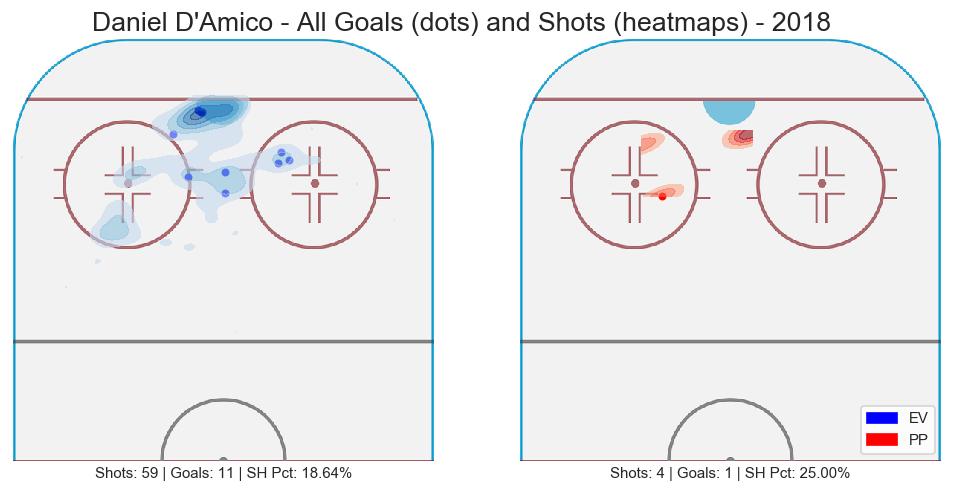 Daniel D'Amico - All Goals (dots) and Shots (heatmaps) - 2018
EV
PP
Shots: 59 | Goals: 11 | SH Pct: 18.64%
Shots: 4 | Goals: 1 | SH Pct: 25.00%